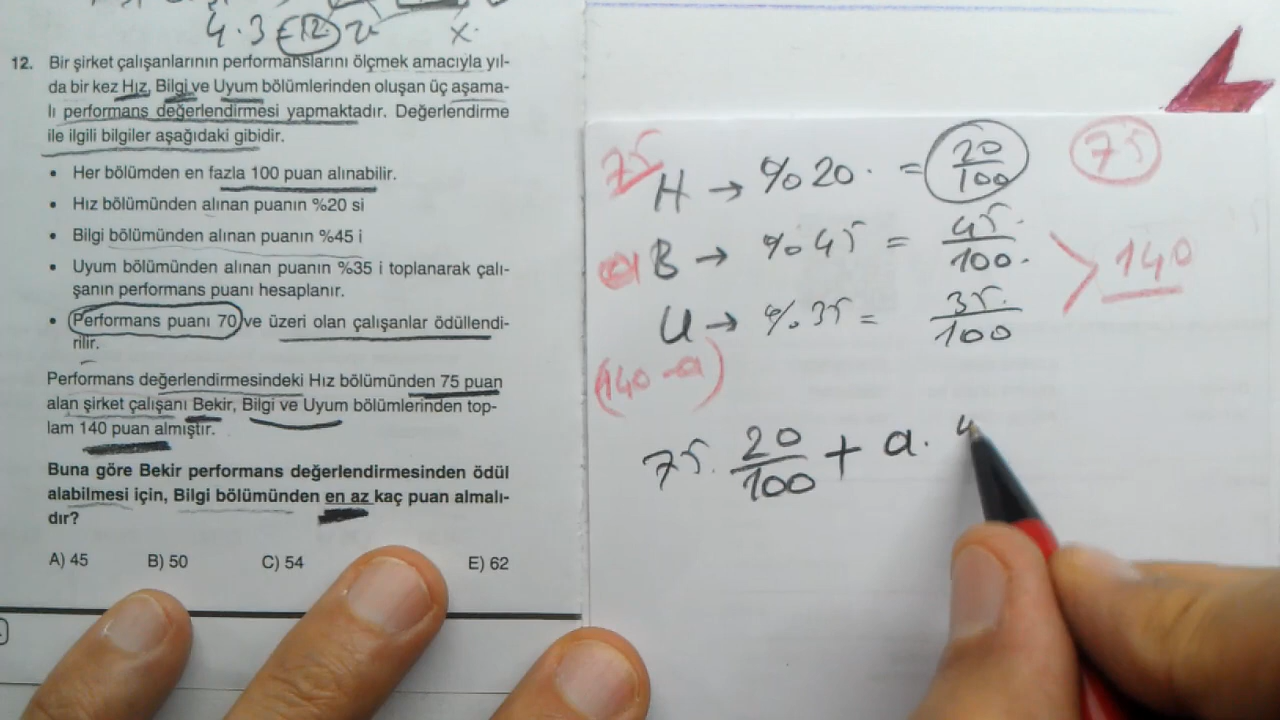 4.3 = 12
x.
12. Bir şirket çalışanlarının performanslarını ölçmek amacıyla yıl-
da bir kez Hız, Bilgi ve Uyum bölümlerinden oluşan üç aşama-
lı performans değerlendirmesi yapmaktadır. Değerlendirme
ile ilgili bilgiler aşağıdaki gibidir.
• Her bölümden en fazla 100 puan alınabilir.
• Hız bölümünden alınan puanın %20 si
• Bilgi bölümünden alınan puanın %45 i
• Uyum bölümünden alınan puanın %35 i toplanarak çalı-
şanın performans puanı hesaplanır.
• Performans puanı 70 ve üzeri olan çalışanlar ödüllendi-
rilir.
Performans değerlendirmesindeki Hız bölümünden 75 puan
alan şirket çalışanı Bekir, Bilgi ve Uyum bölümlerinden top-
lam 140 puan almıştır.
Buna göre Bekir performans değerlendirmesinden ödül
alabilmesi için, Bilgi bölümünden en az kaç puan almalı-
dır?
A) 45 B) 50 C) 54 E) 62
75 H → %20. = 20/100 75
a B → %45 = 45/100. 140
U → %35 = 35/100
(140-a)
75. 20/100 + a. 4